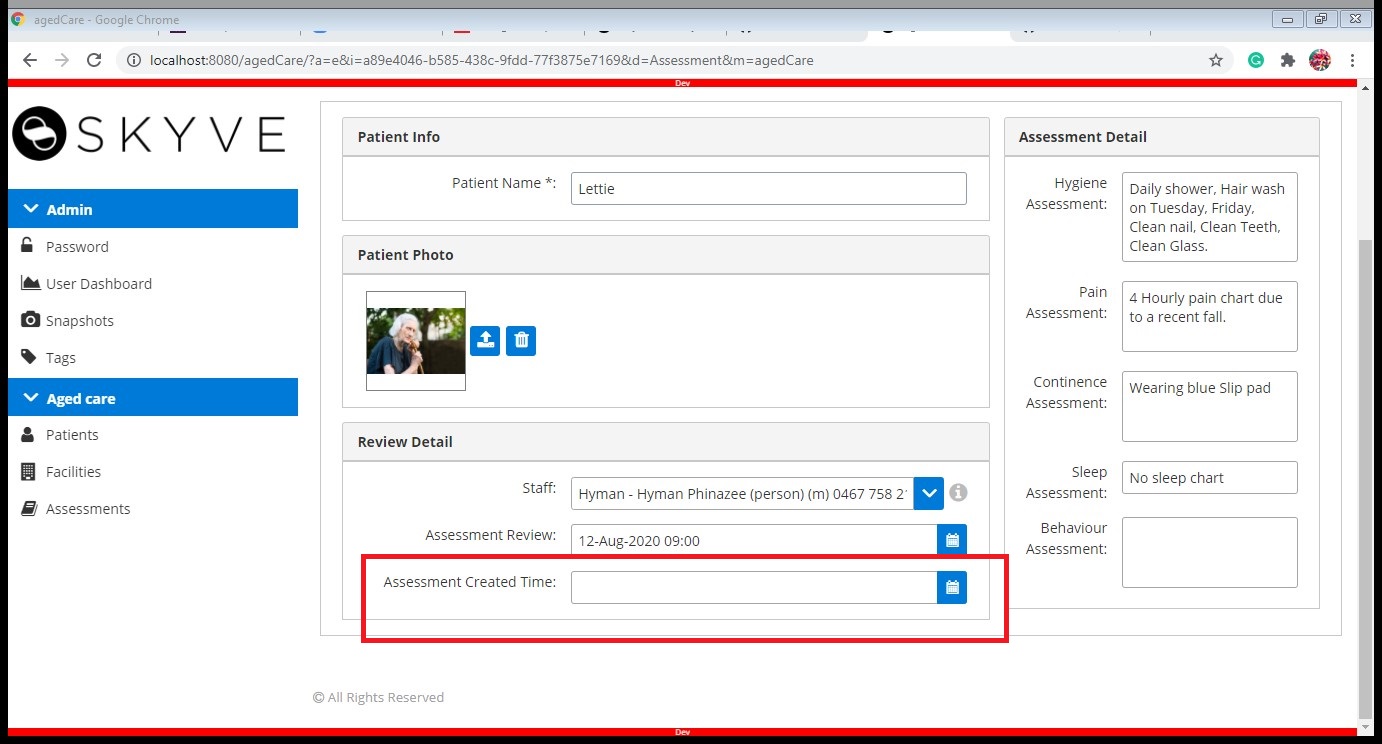 agedCare - Google Chrome
localhost:8080/agedCare/?a=e&i=a89e4046-b585-438c-9fdd-77f3875e7169&d=Assessment&m=agedCare
Dev
SKYVE
Admin
Password
User Dashboard
Snapshots
Tags
Aged care
Patients
Facilities
Assessments
Patient Info
Patient Name *:
Lettie
Patient Photo
Review Detail
Staff:
Hyman - Hyman Phinazee (person) (m) 0467 758 2
Assessment Review:
12-Aug-2020 09:00
Assessment Created Time:
Assessment Detail
Hygiene
Assessment:
Daily shower, Hair wash
on Tuesday, Friday,
Clean nail, Clean Teeth,
Clean Glass.
Pain
Assessment:
4 Hourly pain chart due
to a recent fall.
Continence
Assessment:
Wearing blue Slip pad
Sleep
Assessment:
No sleep chart
Behaviour
Assessment:
© All Rights Reserved
Dev